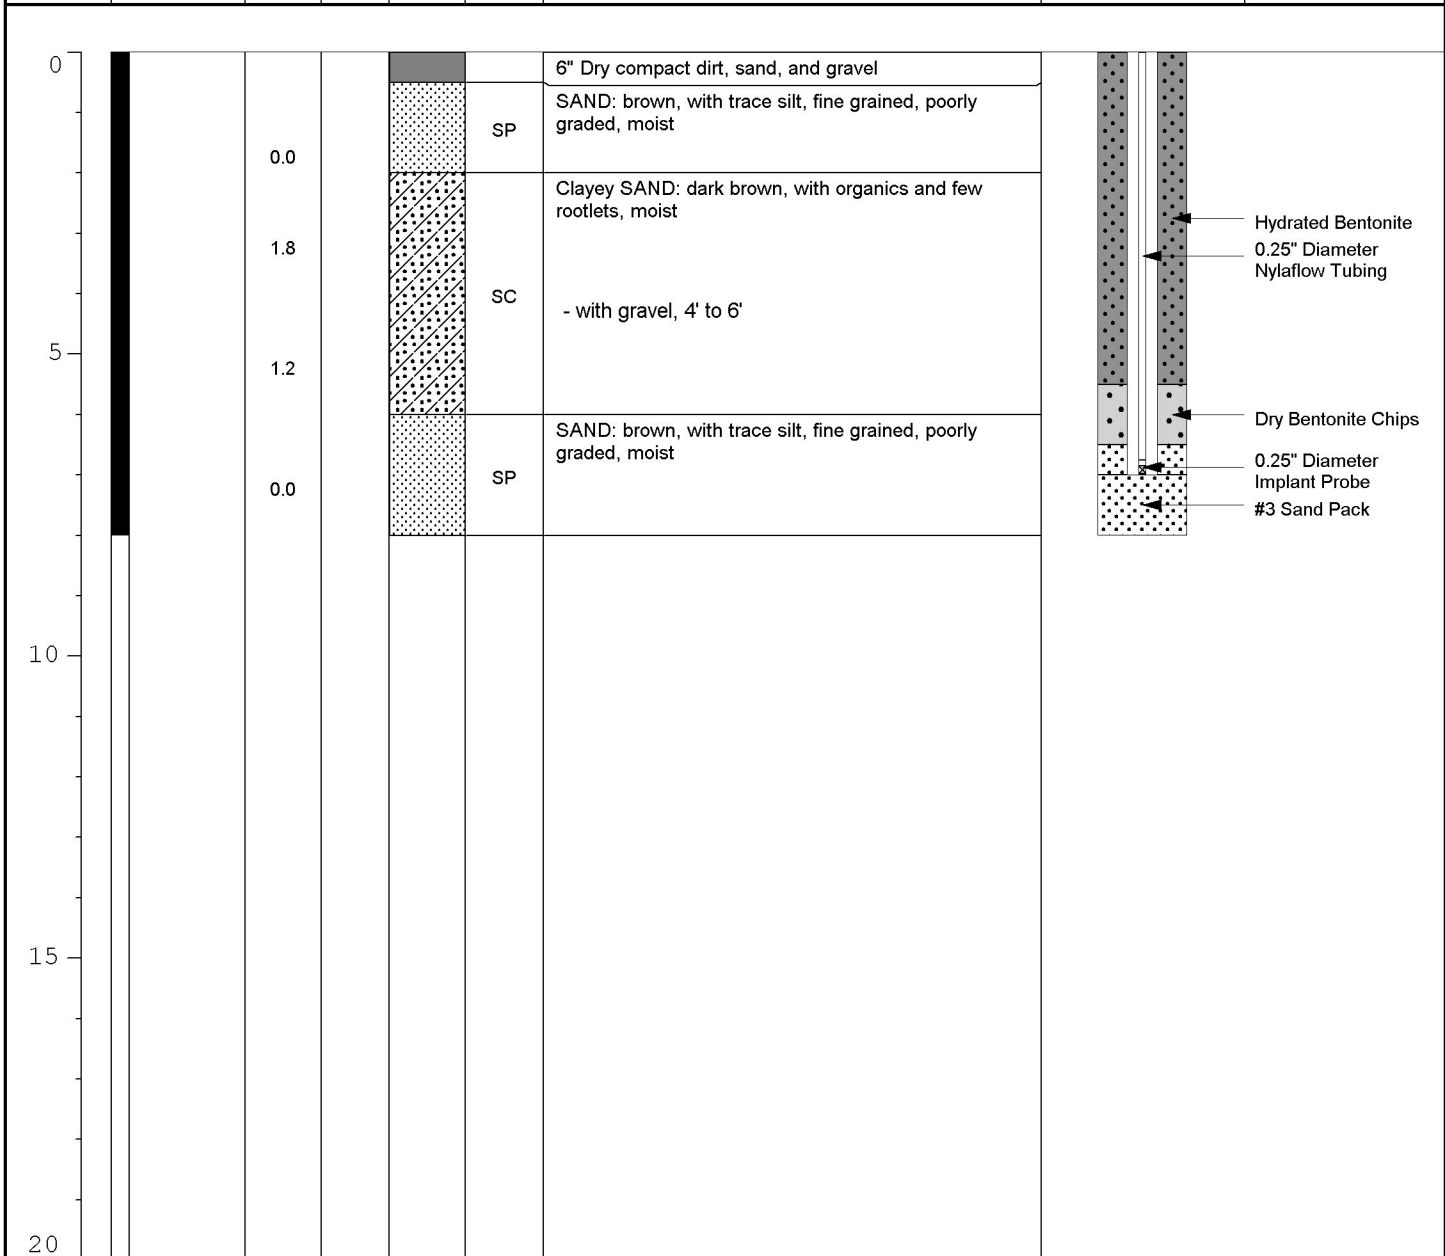 0
6" Dry compact dirt, sand, and gravel
SAND: brown, with trace silt, fine grained, poorly
graded, moist
SP
0.0
Clayey SAND: dark brown, with organics and few
rootlets, moist
1.8
SC
- with gravel, 4' to 6'
5
1.2
SAND: brown, with trace silt, fine grained, poorly
graded, moist
SP
0.0
Hydrated Bentonite
0.25" Diameter
Nylaflow Tubing
Dry Bentonite Chips
0.25" Diameter
Implant Probe
#3 Sand Pack
10
15
20